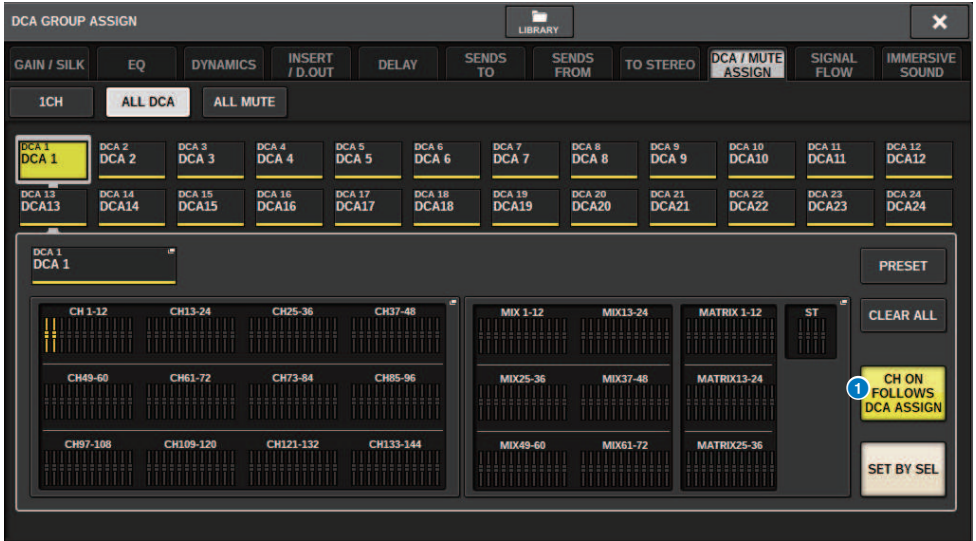 DCA GROUP ASSIGN
LIBRARY
GAIN / SILK EQ DYNAMICS INSERT / D.OUT DELAY SENDS TO SENDS FROM TO STEREO DCA / MUTE ASSIGN SIGNAL FLOW IMMERSIVE SOUND
1CH ALL DCA ALL MUTE
DCA 1 DCA 2 DCA 3 DCA 4 DCA 5 DCA 6 DCA 7 DCA 8 DCA 9 DCA 10 DCA 11 DCA 12
DCA 1 DCA 2 DCA 3 DCA 4 DCA 5 DCA 6 DCA 7 DCA 8 DCA 9 DCA10 DCA11 DCA12
DCA 13 DCA 14 DCA 15 DCA 16 DCA 17 DCA 18 DCA 19 DCA 20 DCA 21 DCA 22 DCA 23 DCA 24
DCA13 DCA14 DCA15 DCA16 DCA17 DCA18 DCA19 DCA20 DCA21 DCA22 DCA23 DCA24
DCA 1
DCA 1
PRESET
CH 1-12 CH13-24 CH25-36 CH37-48 MIX 1-12 MIX13-24 MATRIX 1-12 ST
CLEAR ALL
CH49-60 CH61-72 CH73-84 CH85-96 MIX25-36 MIX37-48 MATRIX13-24
1
CH ON
FOLLOWS
DCA ASSIGN
CH97-108 CH109-120 CH121-132 CH133-144 MIX49-60 MIX61-72 MATRIX25-36
SET BY SEL